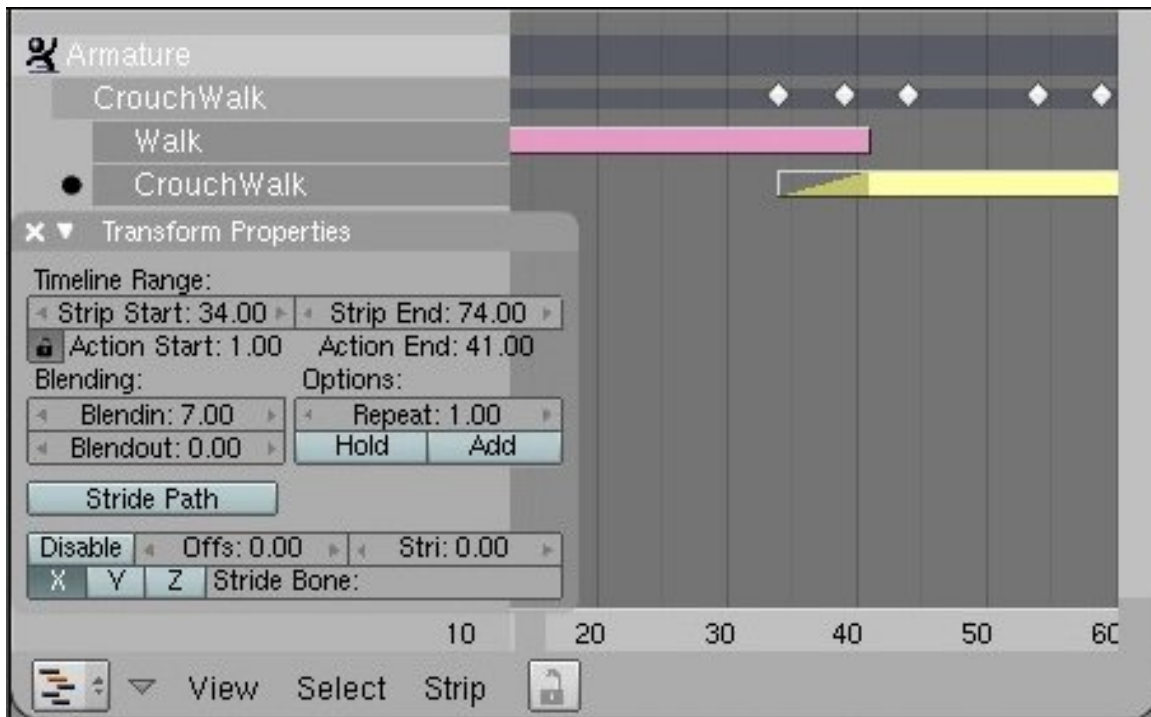 Armature
CrouchWalk
Walk
CrouchWalk
Transform Properties
Timeline Range:
Strip Start: 34.00 Strip End: 74.00
Action Start: 1.00 Action End: 41.00
Blending: Options:
Blendin: 7.00 Repeat: 1.00
Blendout: 0.00 Hold Add
Stride Path
Disable Offs: 0.00 Stri: 0.00
X Y Z Stride Bone:
10 20 30 40 50 60
View Select Strip